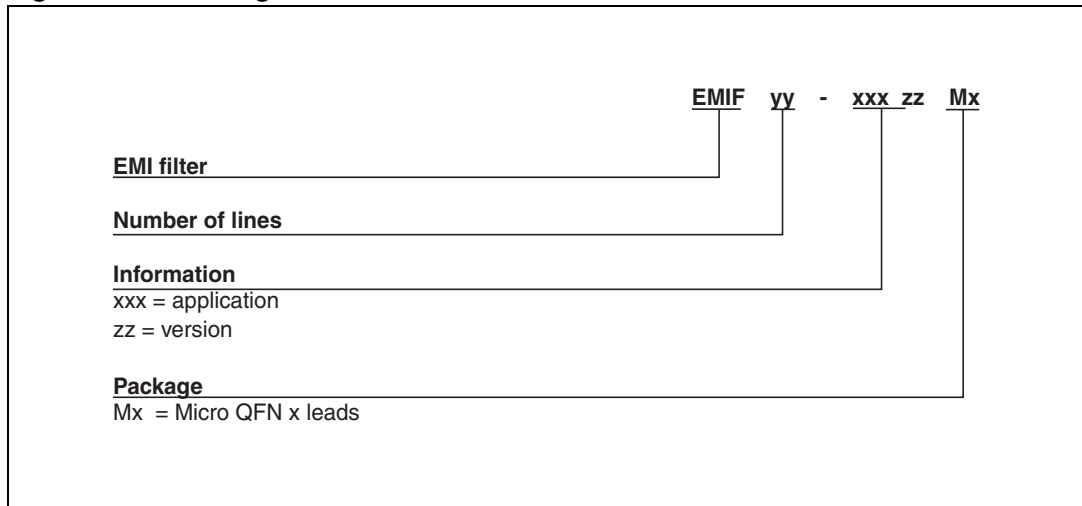 EMIF yy - xxx zz Mx
EMI filter
Number of lines
Information
xxx = application
zz = version
Package
Mx = Micro QFN x leads